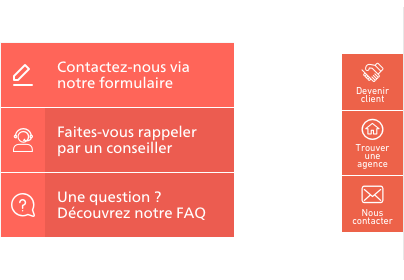 Contactez-nous via
notre formulaire
Faites-vous rappeler
par un conseiller
Une question ?
Découvrez notre FAQ
Devenir
client
Trouver
une
agence
Nous
contacter